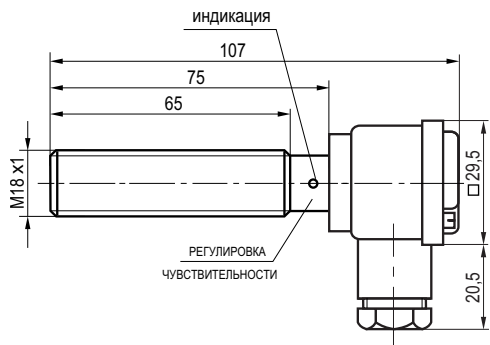 индикация
107
75
65
M18 x1
□29,5
20,5
РЕГУЛИРОВКА
ЧУВСТВИТЕЛЬНОСТИ